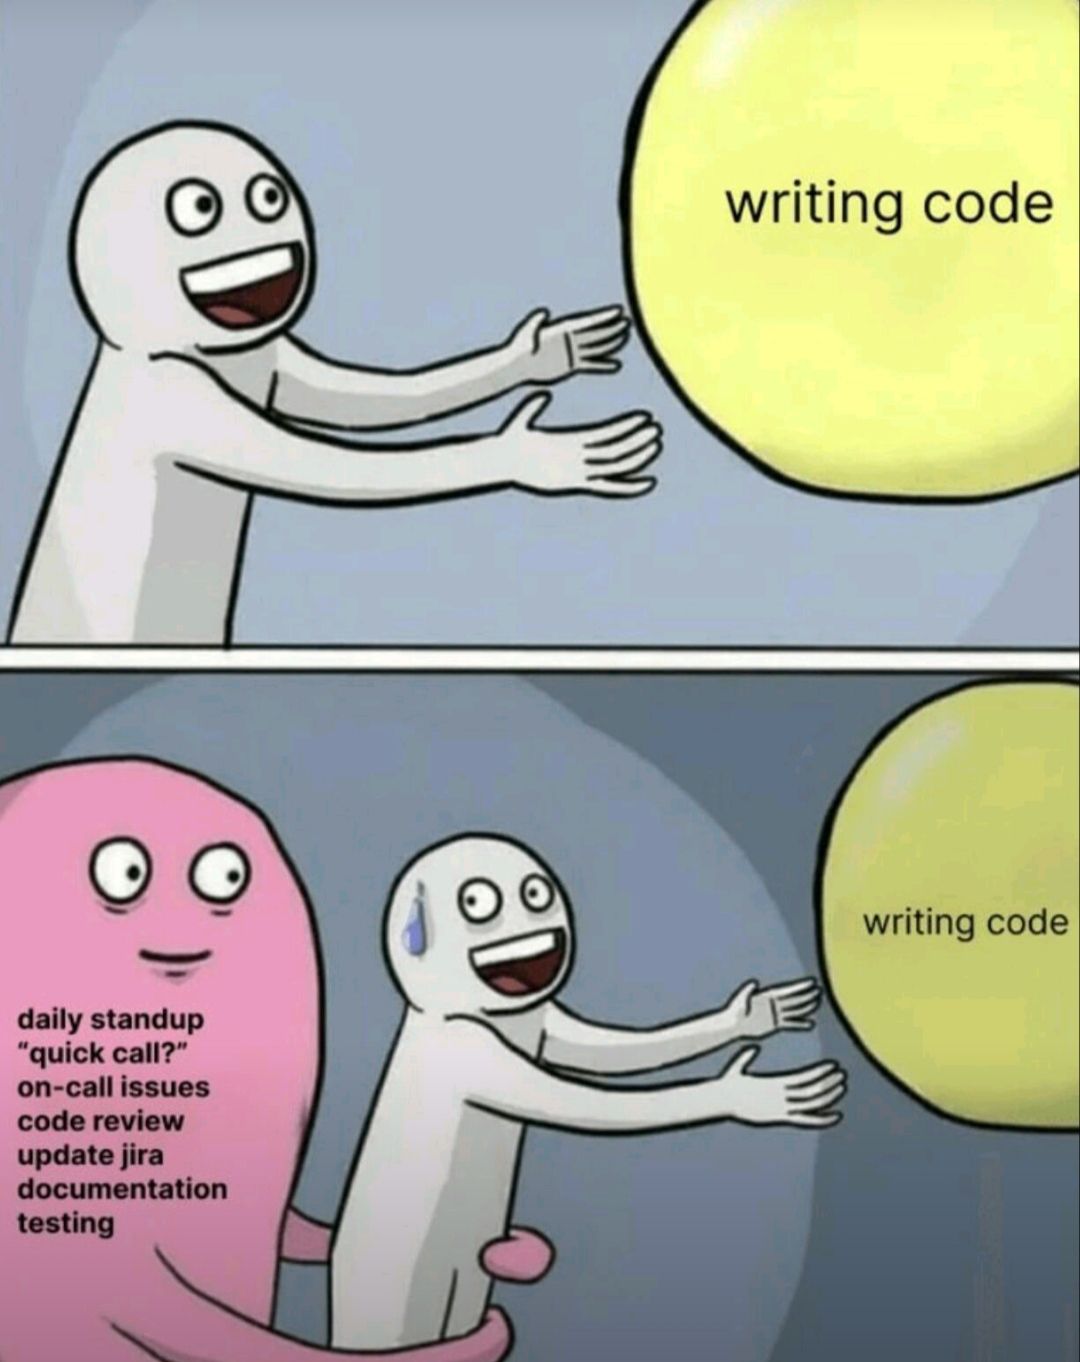 writing code
writing code
daily standup
“quick call?”
on-call issues
code review
update jira
documentation
testing